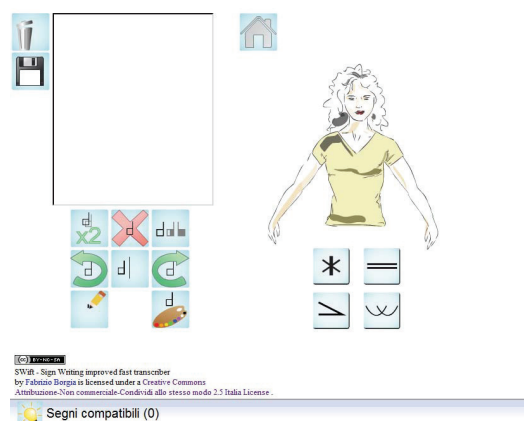 x2
BY-NC-SA
SWift - Sign Writing improved fast transcriber
by Fabrizio Borgia is licensed under a Creative Commons
Attribuzione-Non commerciale-Condividi allo stesso modo 2.5 Italia License .
Segni compatibili (0)